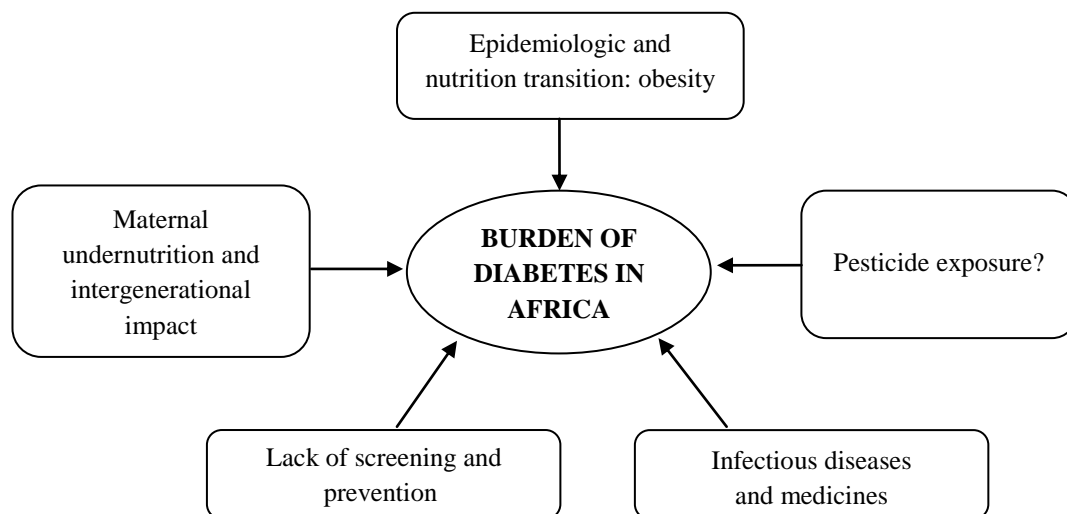 Epidemiologic and
nutrition transition: obesity
Maternal
undernutrition and
intergenerational
impact
BURDEN OF
DIABETES IN
AFRICA
Pesticide exposure?
Lack of screening and
prevention
Infectious diseases
and medicines